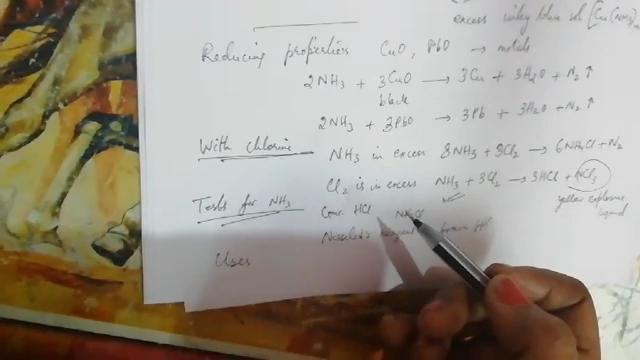 excess inky blue sol [Cu(NH3)
Reducing properties CuO, PbO → metals
2NH3 + 3CuO → 3Cu + 3H2O + N2↑
black
2NH3 + 3PbO → 3Pb + 3H2O + N2↑
With chlorine NH3 in excess 8NH3 + 3Cl2 → 6NH4Cl + N2
Cl2 is in excess NH3 + 3Cl2 → 3HCl + NCl3
yellow explosive
liquid
Tests for NH3 Conc. HCl NH4Cl
Nessler's reagent brown ppt
Uses